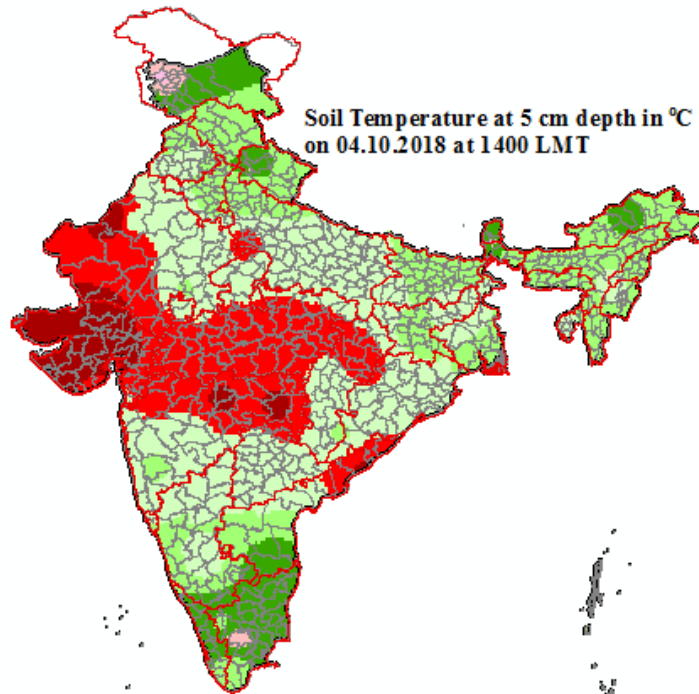 Soil Temperature at 5 cm depth in °C
on 04.10.2018 at 1400 LMT